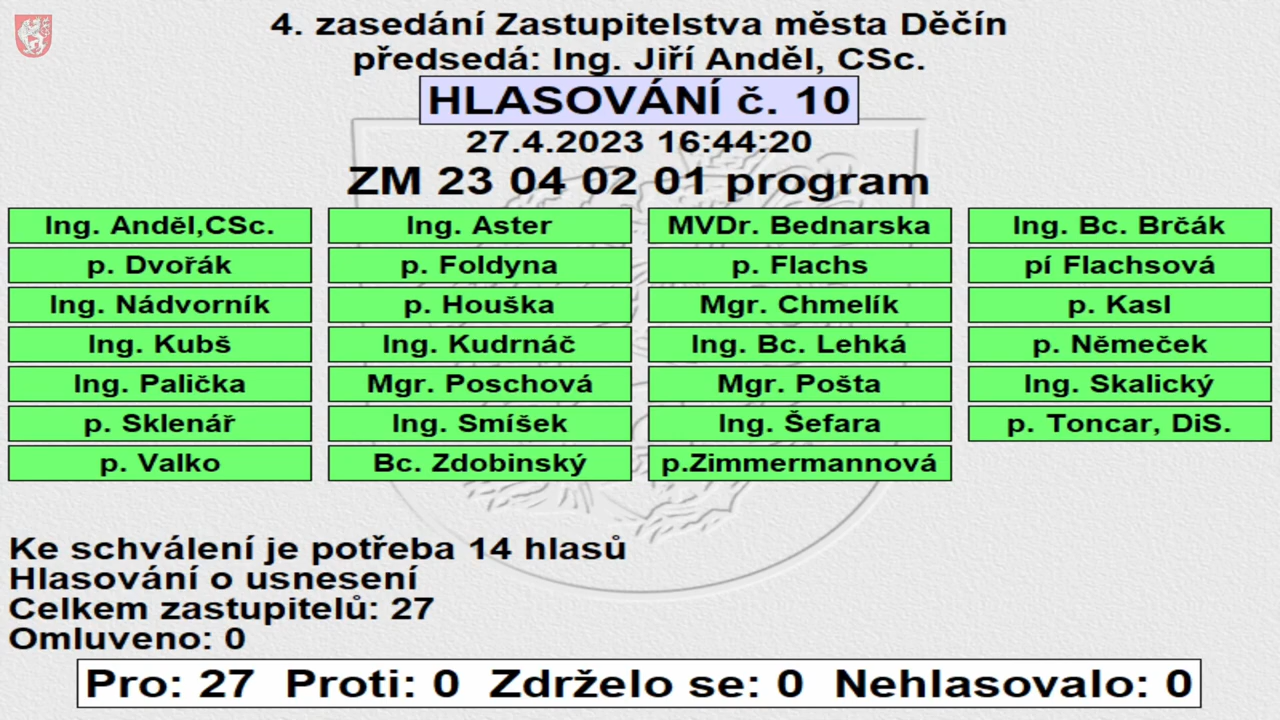 4. zasedání Zastupitelstva města Děčín
předsedá: Ing. Jiří Anděl, CSc.
HLASOVÁNÍ č. 10
27.4.2023 16:44:20
ZM 23 04 02 01 program
Ing. Anděl,CSc. Ing. Aster MVDr. Bednarska Ing. Bc. Brčák
p. Dvořák p. Foldyna p. Flachs pí Flachsová
Ing. Nádvorník p. Houška Mgr. Chmelík p. Kasl
Ing. Kubš Ing. Kudrnáč Ing. Bc. Lehká p. Němeček
Ing. Palička Mgr. Poschová Mgr. Pošta Ing. Skalický
p. Sklenář Ing. Smíšek Ing. Šefara p. Toncar, DiS.
p. Valko Bc. Zdobinský p.Zimmermannová
Ke schválení je potřeba 14 hlasů
Hlasování o usnesení
Celkem zastupitelů: 27
Omluveno: 0
Pro: 27 Proti: 0 Zdrželo se: 0 Nehlasovalo: 0